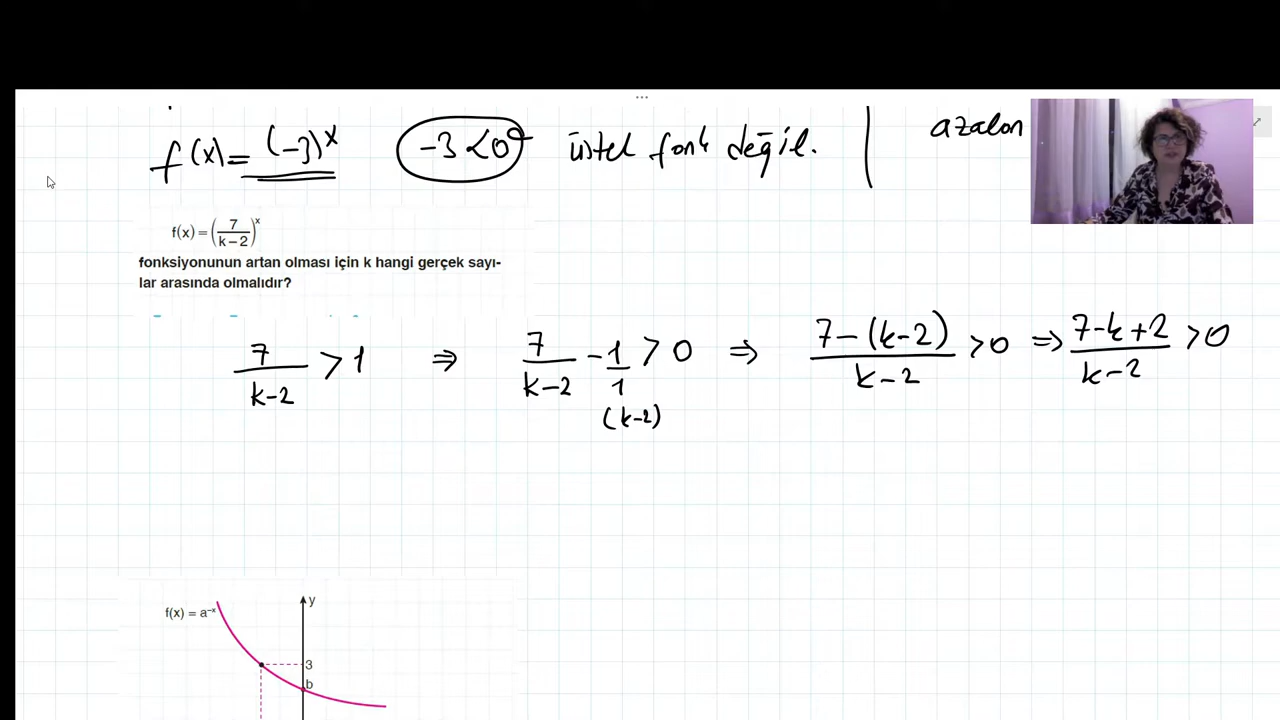 f(x) = (-3)^x   -3 < 0   üstel fonk değil.   azalan
f(x) = (7/(k-2))^x
fonksiyonunun artan olması için k hangi gerçek sayı-
lar arasında olmalıdır?
7/(k-2) > 1 ⇒ 7/(k-2) - 1/1 > 0 ⇒ (7-(k-2))/(k-2) > 0 ⇒ (7-k+2)/(k-2) > 0
(k-2)
y
f(x) = a^-x
3
b